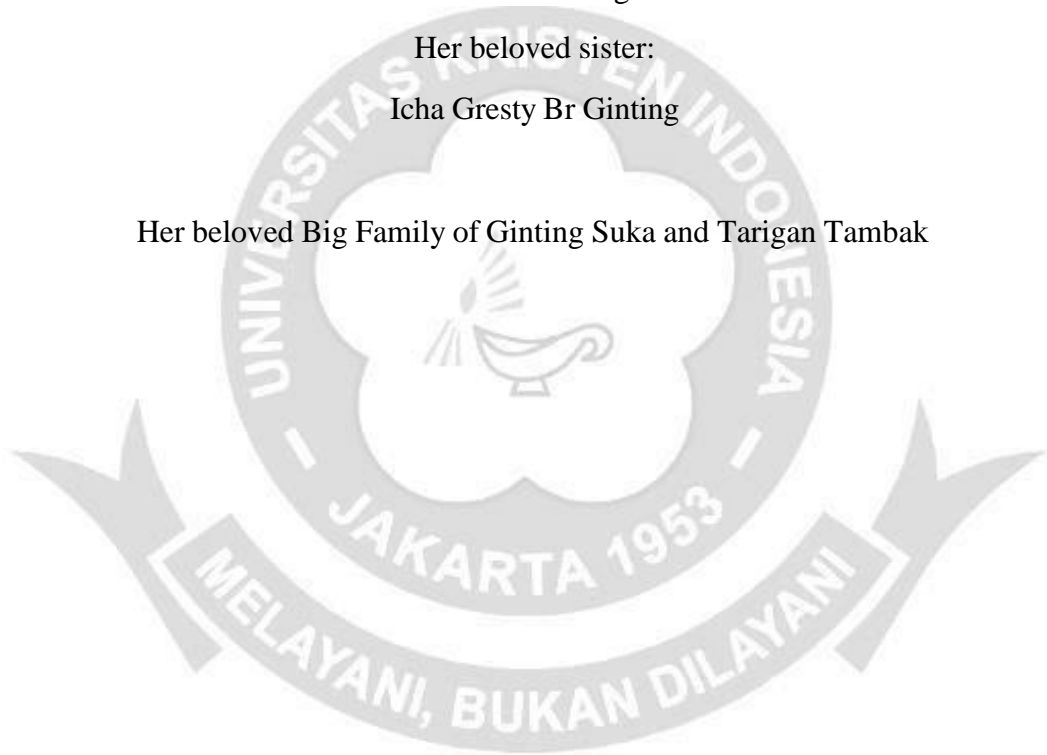 Her beloved sister:
Icha Gresty Br Ginting
Her beloved Big Family of Ginting Suka and Tarigan Tambak
UNIVERSITAS KRISTEN INDONESIA
- JAKARTA 1953 -
MELAYANI, BUKAN DILAYANI